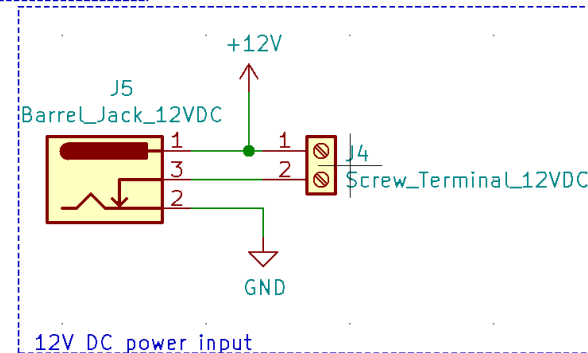 +12V
J5
Barrel_Jack_12VDC
1
3
2
1
2
J4
Screw_Terminal_12VDC
GND
12V DC power input